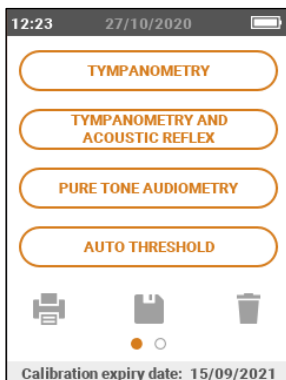 12:23 27/10/2020
TYMPANOMETRY
TYMPANOMETRY AND
ACOUSTIC REFLEX
PURE TONE AUDIOMETRY
AUTO THRESHOLD
Calibration expiry date: 15/09/2021